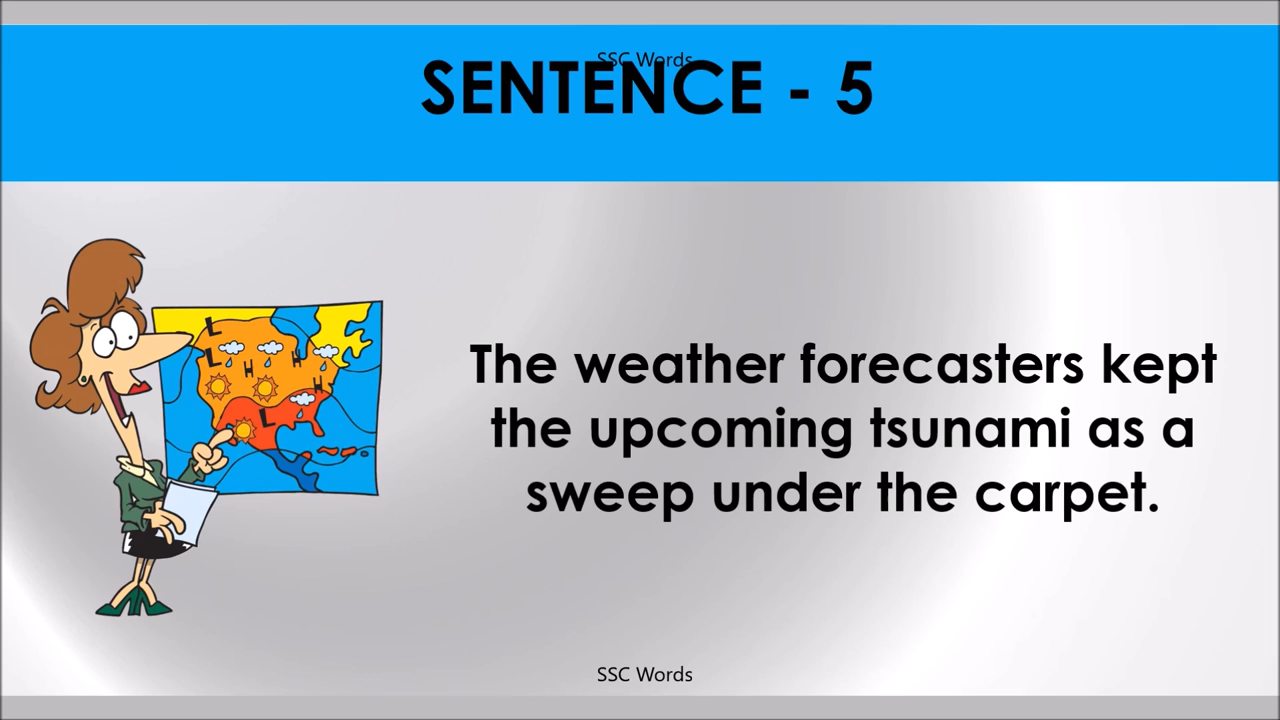 SSC Words
SENTENCE - 5
L
L
H
H
H
L
The weather forecasters kept
the upcoming tsunami as a
sweep under the carpet.
SSC Words